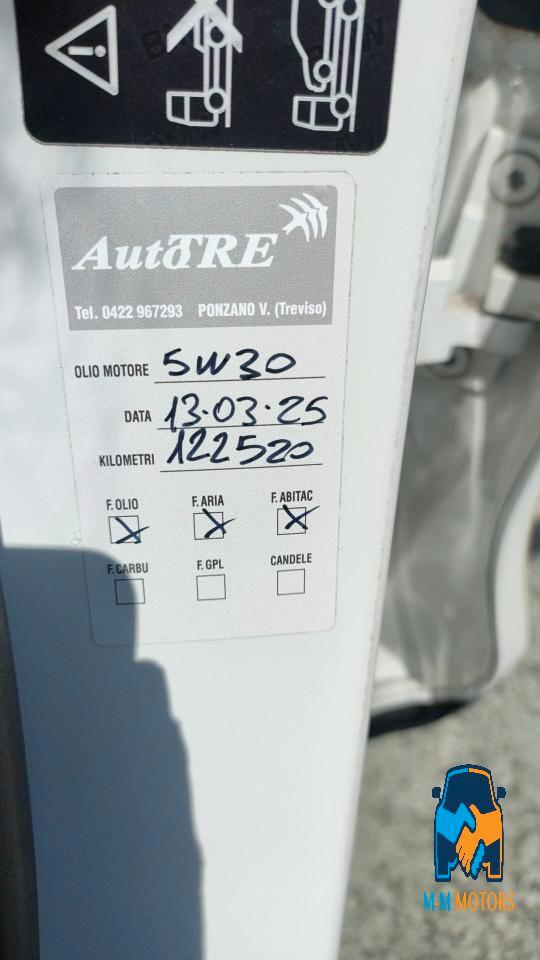 AutoTRE
Tel. 0422 967293 PONZANO V. (Treviso)
OLIO MOTORE 5W30
DATA 13.03.25
KILOMETRI 122520
F. OLIO F. ARIA F. ABITAC
F. CARBU F. GPL CANDELE
M-M MOTORS